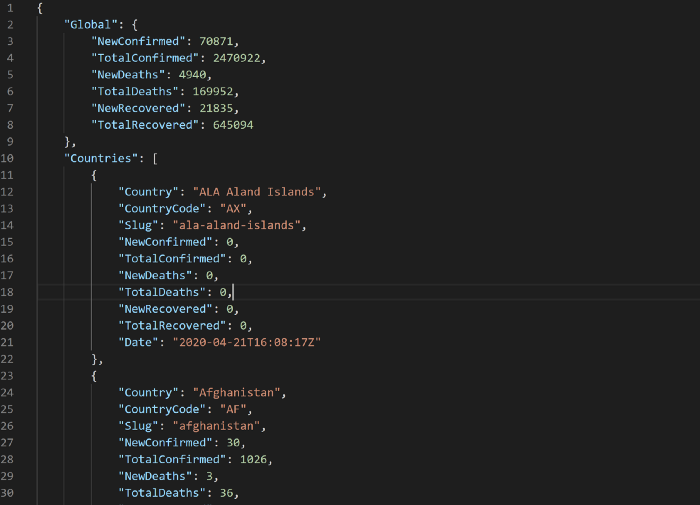 1 {
2 "Global": {
3 "NewConfirmed": 70871,
4 "TotalConfirmed": 2470922,
5 "NewDeaths": 4940,
6 "TotalDeaths": 169952,
7 "NewRecovered": 21835,
8 "TotalRecovered": 645094
9 },
10 "Countries": [
11 {
12 "Country": "ALA Aland Islands",
13 "CountryCode": "AX",
14 "Slug": "ala-aland-islands",
15 "NewConfirmed": 0,
16 "TotalConfirmed": 0,
17 "NewDeaths": 0,
18 "TotalDeaths": 0,
19 "NewRecovered": 0,
20 "TotalRecovered": 0,
21 "Date": "2020-04-21T16:08:17Z"
22 },
23 {
24 "Country": "Afghanistan",
25 "CountryCode": "AF",
26 "Slug": "afghanistan",
27 "NewConfirmed": 30,
28 "TotalConfirmed": 1026,
29 "NewDeaths": 3,
30 "TotalDeaths": 36,